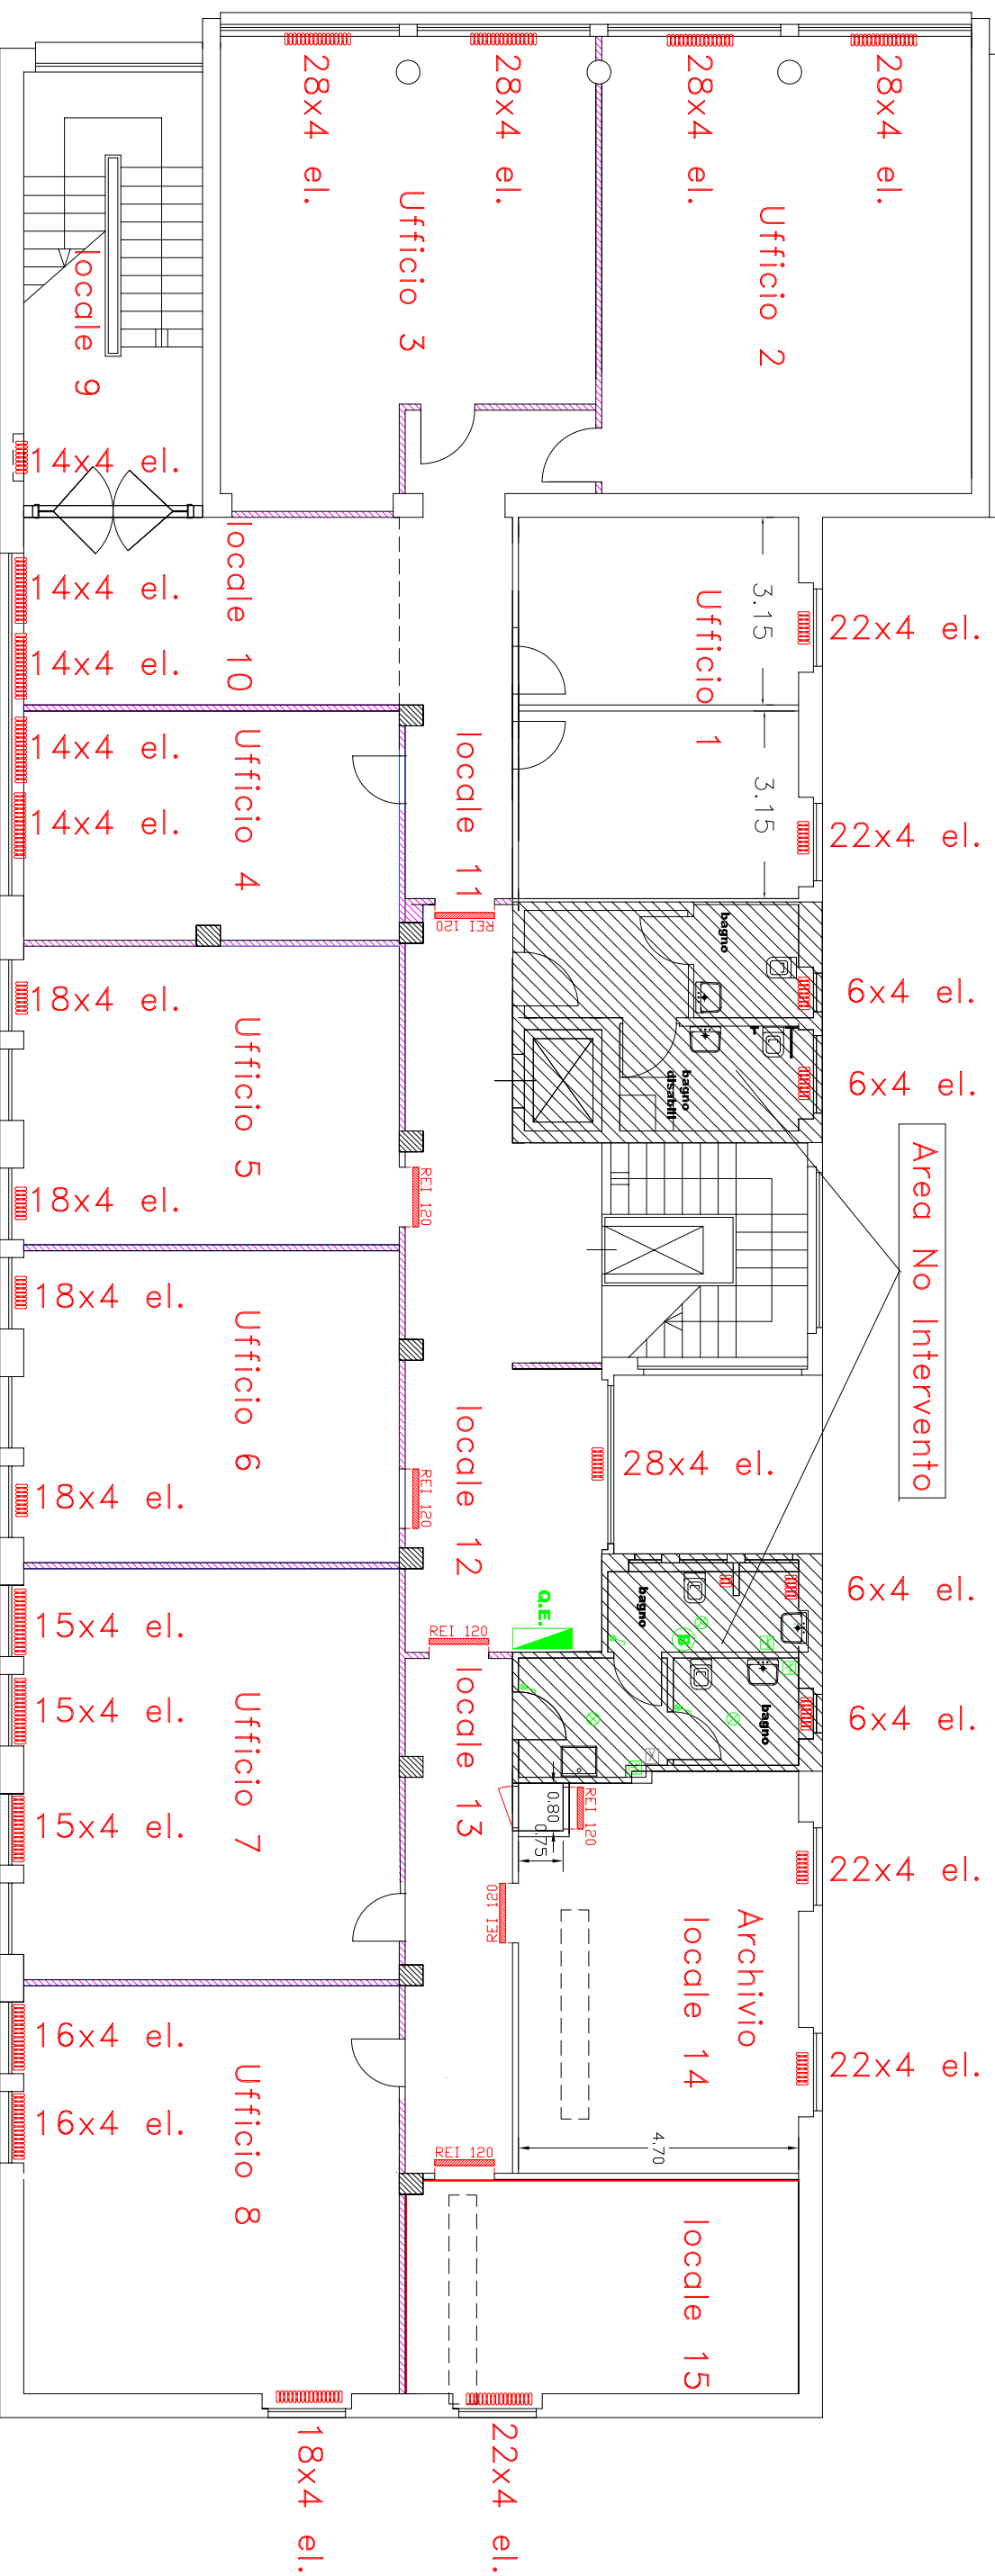 28x4 el.
28x4 el.
28x4 el.
28x4 el.
Ufficio 3
Ufficio 2
locale 9
14x4 el.
locale 10
14x4 el.
14x4 el.
3.15
Ufficio 1
22x4 el.
3.15
22x4 el.
Ufficio 4
14x4 el.
14x4 el.
locale 11
REI 120
bagno
6x4 el.
bagno
disabili
6x4 el.
18x4 el.
Ufficio 5
18x4 el.
REI 120
Area No Intervento
18x4 el.
Ufficio 6
18x4 el.
REI 120
locale 12
28x4 el.
Q.E.
REI 120
bagno
6x4 el.
bagno
6x4 el.
15x4 el.
15x4 el.
Ufficio 7
15x4 el.
locale 13
0.80
0.75
REI 120
REI 120
22x4 el.
Archivio
locale 14
22x4 el.
4.70
16x4 el.
Ufficio 8
16x4 el.
REI 120
locale 15
18x4 el.
22x4 el.